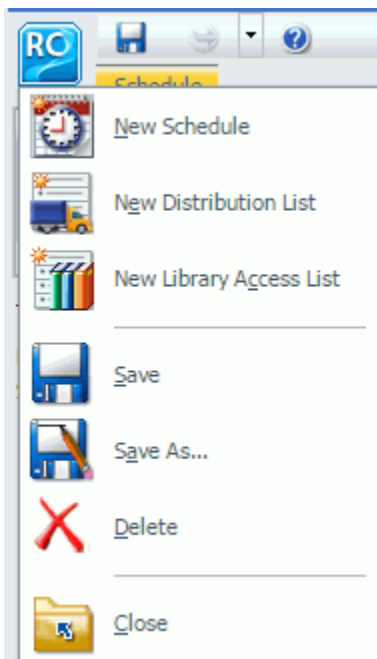 RC
Schedule
New Schedule
New Distribution List
New Library Access List
Save
Save As...
Delete
Close